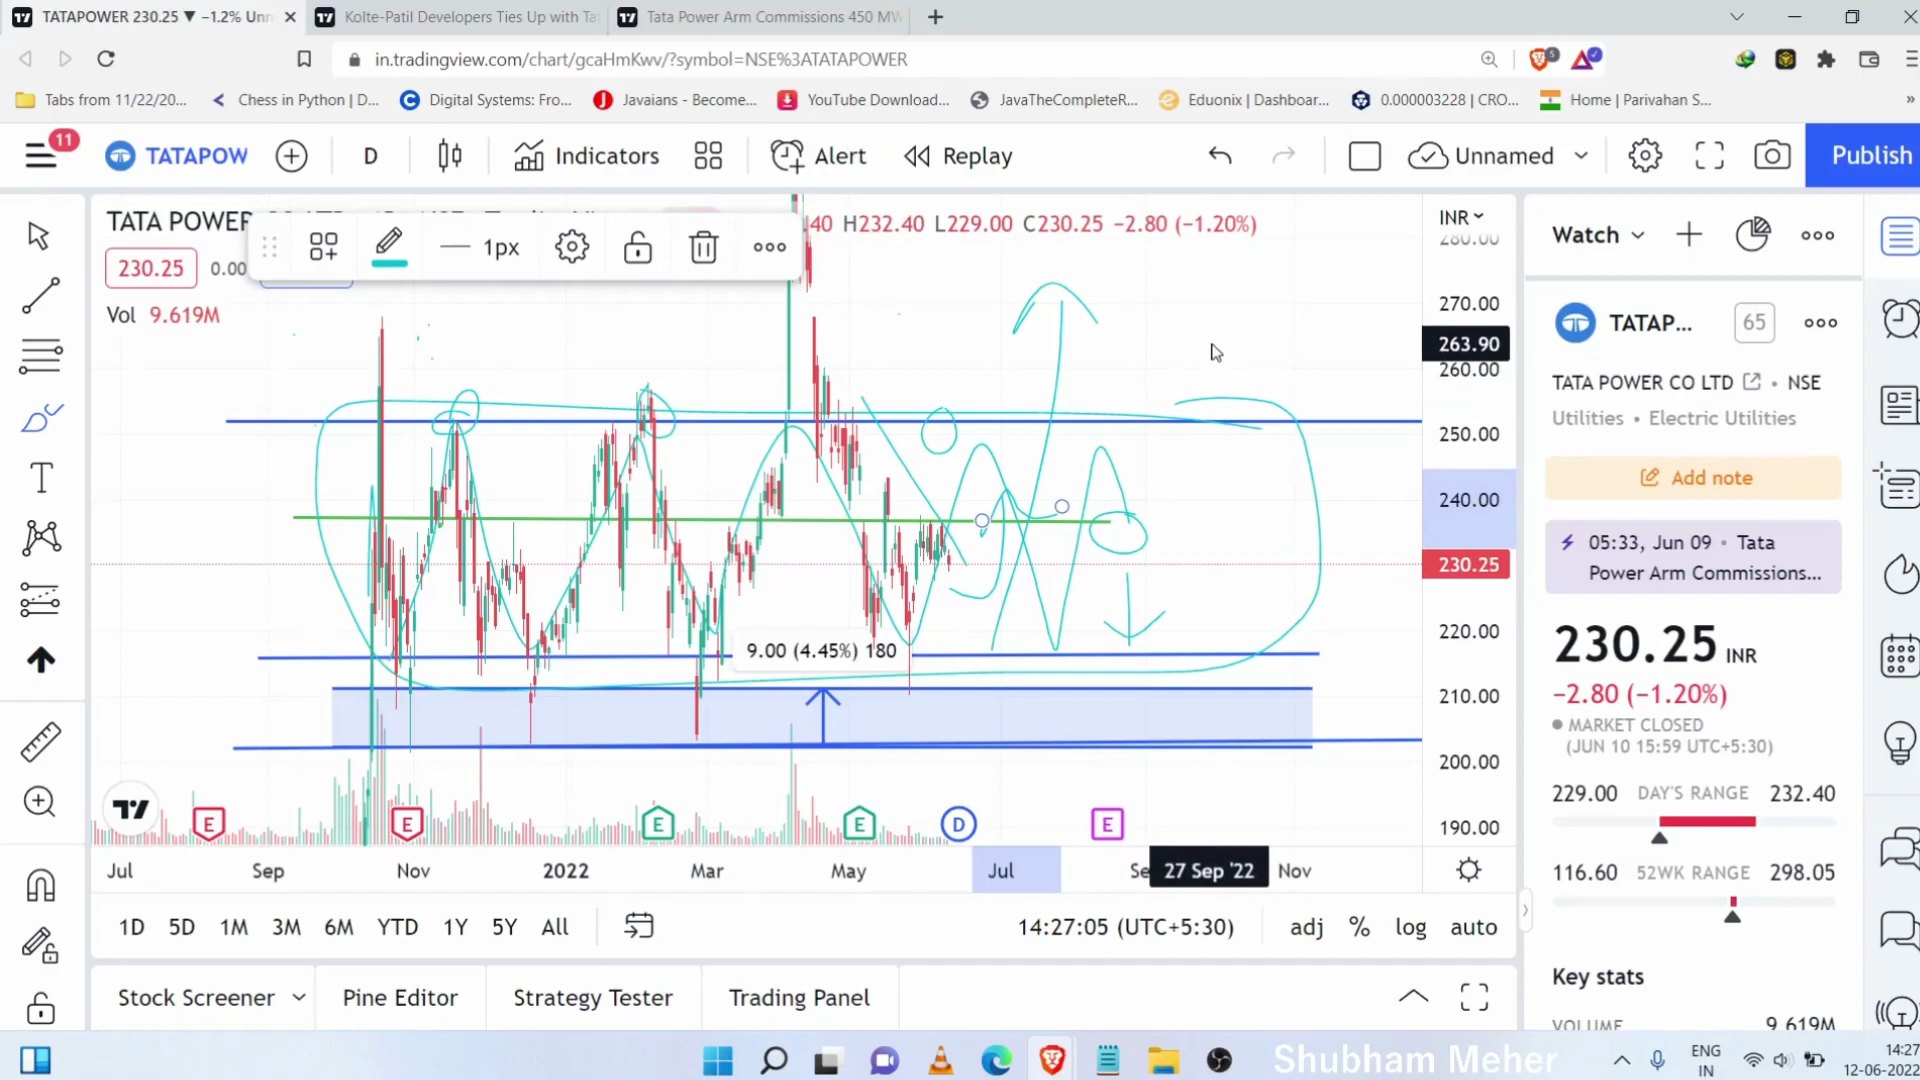 TATAPOWER 230.25 ▼ −1.2% Unn
Kolte-Patil Developers Ties Up with Ta
Tata Power Arm Commissions 450 MW
in.tradingview.com/chart/gcaHmKwv/?symbol=NSE%3ATATAPOWER
5
Tabs from 11/22/20...
Chess in Python | D...
Digital Systems: Fro...
Javaians - Become...
YouTube Download...
JavaTheCompleteR...
Eduonix | Dashboar...
0.000003228 | CRO...
Home | Parivahan S...
»
11
TATAPOW
D
Indicators
Alert
Replay
Unnamed
Publish
TATA POWER
40 H232.40 L229.00 C230.25 −2.80 (−1.20%)
1px
230.25
0.00
Vol 9.619M
INR
280.00
270.00
263.90
260.00
250.00
240.00
230.25
220.00
210.00
200.00
190.00
9.00 (4.45%) 180
E
E
E
E
D
E
Jul
Sep
Nov
2022
Mar
May
Jul
Se
27 Sep '22
Nov
1D
5D
1M
3M
6M
YTD
1Y
5Y
All
14:27:05 (UTC+5:30)
adj
%
log
auto
Stock Screener
Pine Editor
Strategy Tester
Trading Panel
Watch
TATAP...
65
TATA POWER CO LTD • NSE
Utilities • Electric Utilities
Add note
05:33, Jun 09 • Tata
Power Arm Commissions...
230.25 INR
−2.80 (−1.20%)
MARKET CLOSED
(JUN 10 15:59 UTC+5:30)
229.00 DAY'S RANGE 232.40
116.60 52WK RANGE 298.05
Key stats
VOLUME 9.619M
Shubham Meher
ENG
IN
14:27
12-06-2022